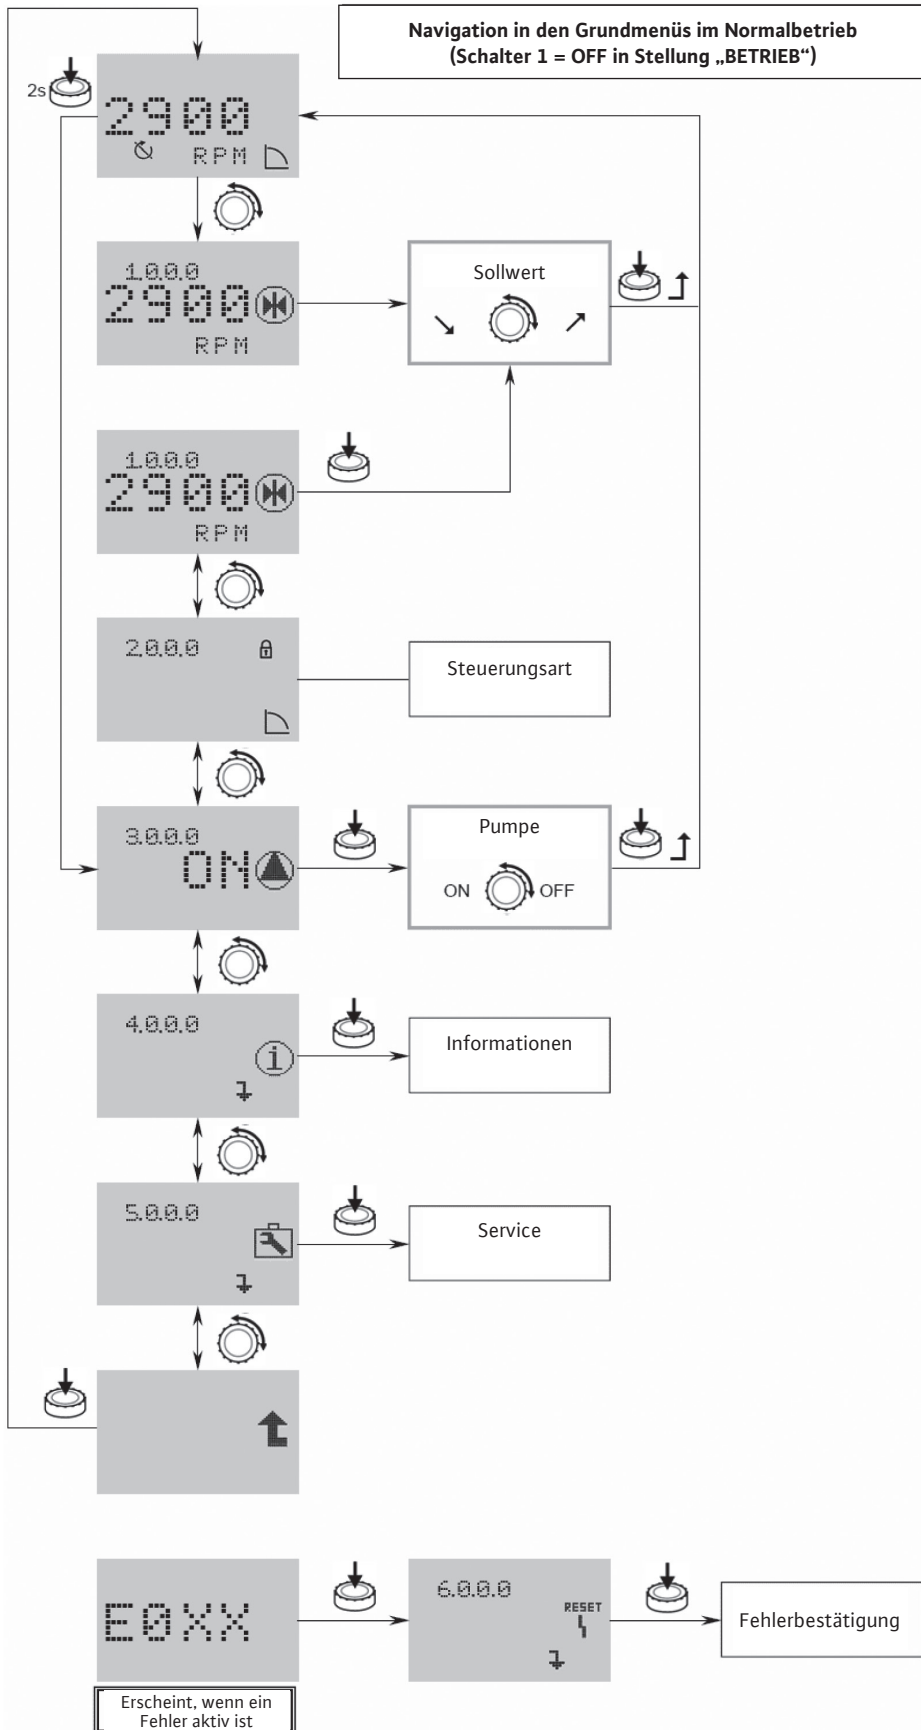 Navigation in den Grundmenüs im Normalbetrieb
(Schalter 1 = OFF in Stellung „BETRIEB“)
2s
2900
RPM
1.0.0.0
2900
RPM
Sollwert
1.0.0.0
2900
RPM
2.0.0.0
Steuerungsart
3.0.0.0
ON
Pumpe
ON OFF
4.0.0.0
i
Informationen
5.0.0.0
Service
E0XX
6.0.0.0
RESET
Fehlerbestätigung
Erscheint, wenn ein
Fehler aktiv ist